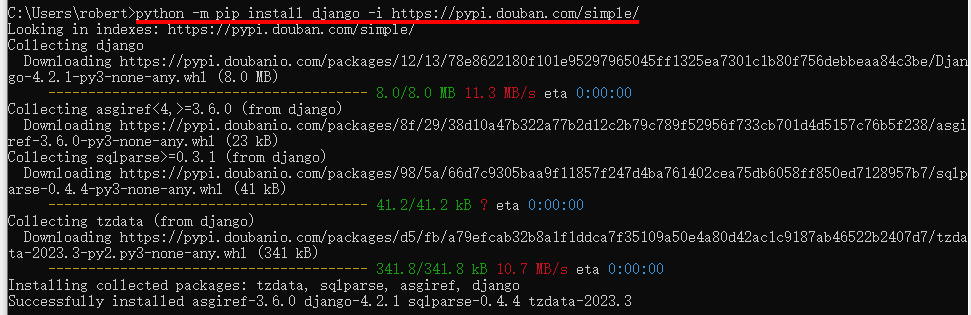 C:\Users\robert>python -m pip install django -i https://pypi.douban.com/simple/
Looking in indexes: https://pypi.douban.com/simple/
Collecting django
  Downloading https://pypi.doubanio.com/packages/12/13/78e8622180f101e95297965045ff1325ea7301c1b80f756debbeaa84c3be/Djan
go-4.2.1-py3-none-any.whl (8.0 MB)
     ---------------------------------------- 8.0/8.0 MB 11.3 MB/s eta 0:00:00
Collecting asgiref<4,>=3.6.0 (from django)
  Downloading https://pypi.doubanio.com/packages/8f/29/38d10a47b322a77b2d12c2b79c789f52956f733cb701d4d5157c76b5f238/asgi
ref-3.6.0-py3-none-any.whl (23 kB)
Collecting sqlparse>=0.3.1 (from django)
  Downloading https://pypi.doubanio.com/packages/98/5a/66d7c9305baa9f11857f247d4ba761402cea75db6058ff850ed7128957b7/sqlp
arse-0.4.4-py3-none-any.whl (41 kB)
     ---------------------------------------- 41.2/41.2 kB ? eta 0:00:00
Collecting tzdata (from django)
  Downloading https://pypi.doubanio.com/packages/d5/fb/a79efcab32b8a1f1ddca7f35109a50e4a80d42ac1c9187ab46522b2407d7/tzda
ta-2023.3-py2.py3-none-any.whl (341 kB)
     ---------------------------------------- 341.8/341.8 kB 10.7 MB/s eta 0:00:00
Installing collected packages: tzdata, sqlparse, asgiref, django
Successfully installed asgiref-3.6.0 django-4.2.1 sqlparse-0.4.4 tzdata-2023.3